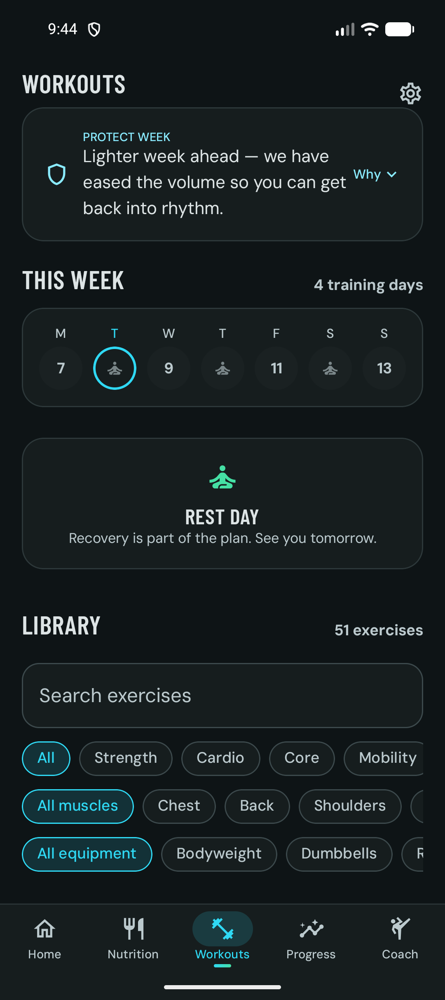 9:44
WORKOUTS
PROTECT WEEK
Lighter week ahead — we have
eased the volume so you can get
back into rhythm.
Why
THIS WEEK
4 training days
M T W T F S S
7 9 11 13
REST DAY
Recovery is part of the plan. See you tomorrow.
LIBRARY
51 exercises
Search exercises
All Strength Cardio Core Mobility
All muscles Chest Back Shoulders
All equipment Bodyweight Dumbbells
Home Nutrition Workouts Progress Coach